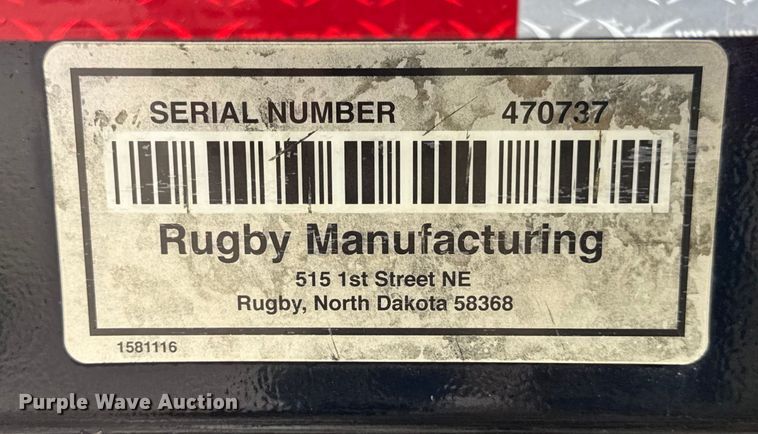 SERIAL NUMBER 470737
Rugby Manufacturing
515 1st Street NE
Rugby, North Dakota 58368
1581116
Purple Wave Auction